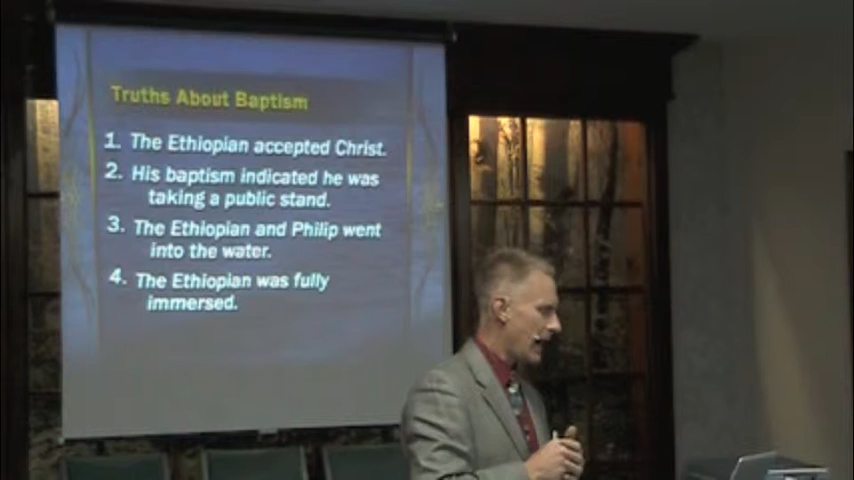 Truths About Baptism
1. The Ethiopian accepted Christ.
2. His baptism indicated he was
taking a public stand.
3. The Ethiopian and Philip went
into the water.
4. The Ethiopian was fully
immersed.